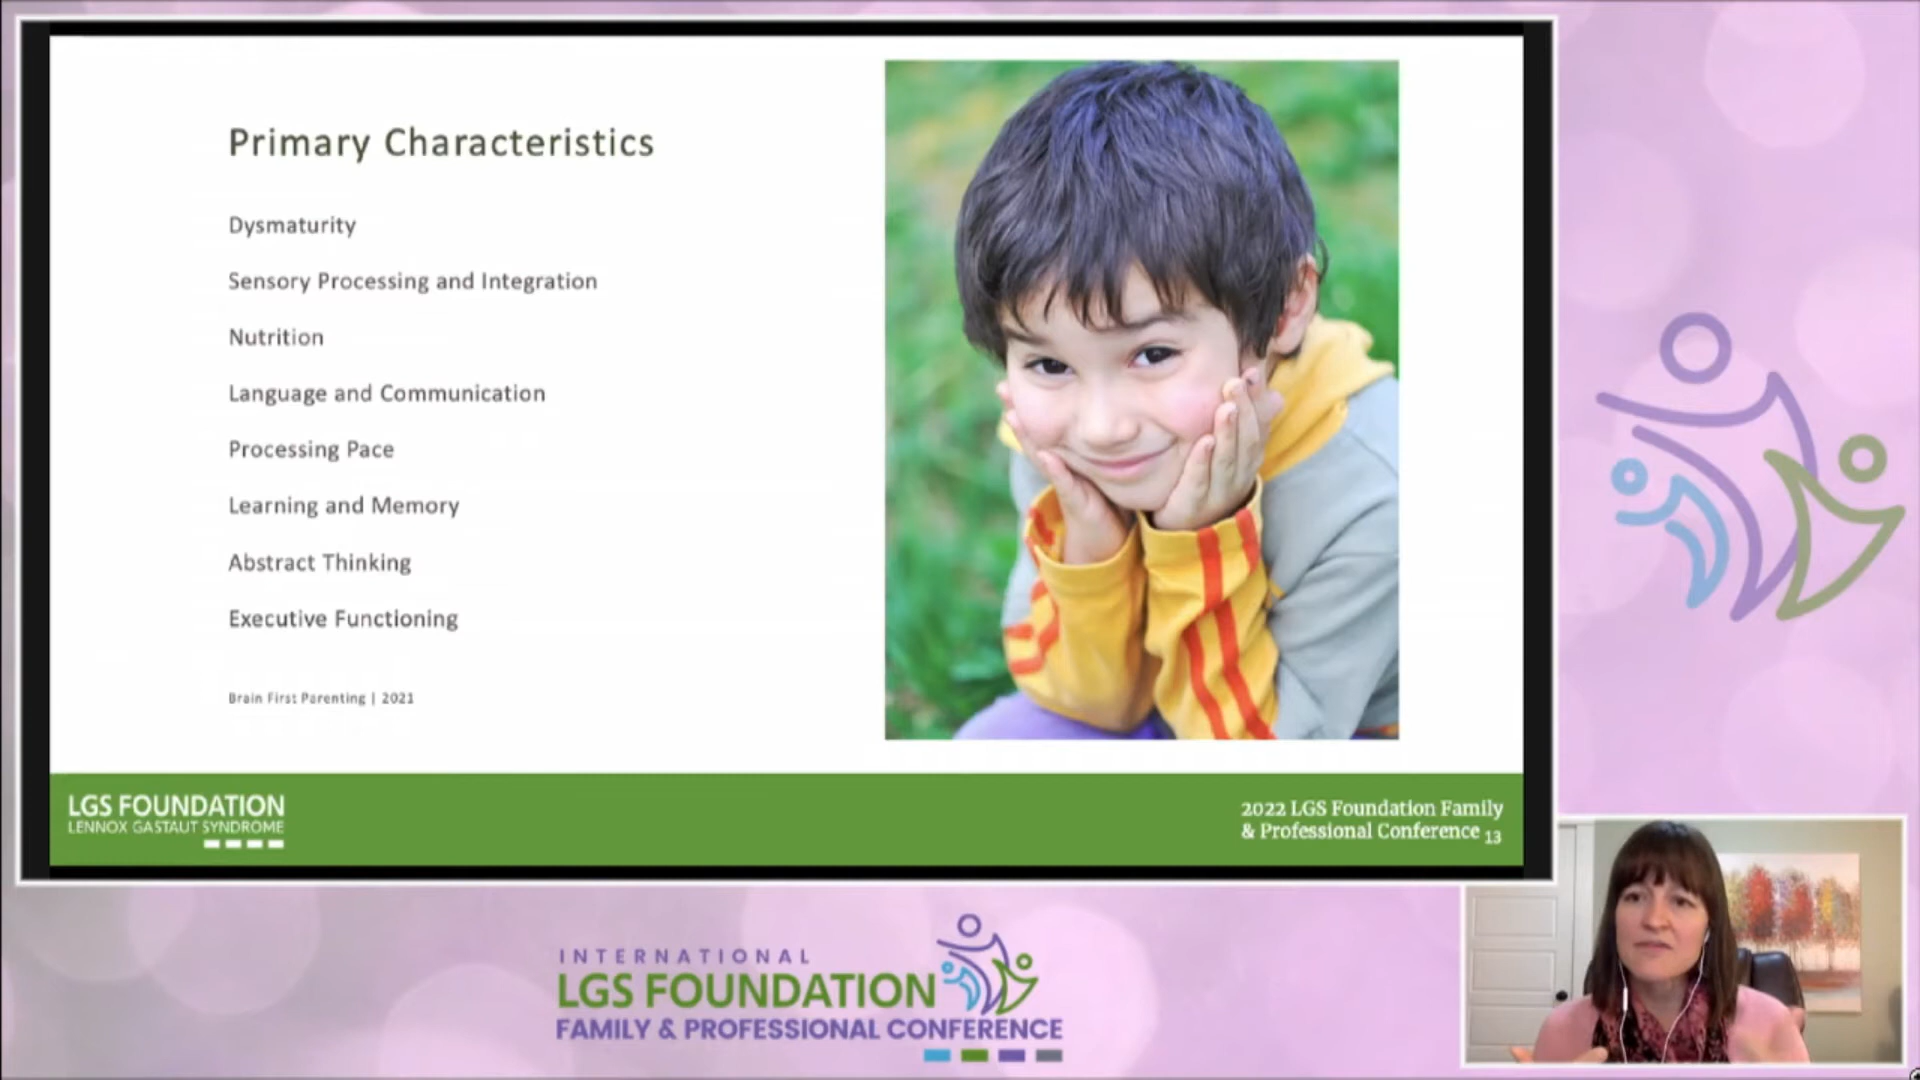 Primary Characteristics
Dysmaturity
Sensory Processing and Integration
Nutrition
Language and Communication
Processing Pace
Learning and Memory
Abstract Thinking
Executive Functioning
Brain First Parenting | 2021
LGS FOUNDATION
LENNOX GASTAUT SYNDROME
2022 LGS Foundation Family
& Professional Conference 13
INTERNATIONAL
LGS FOUNDATION
FAMILY & PROFESSIONAL CONFERENCE